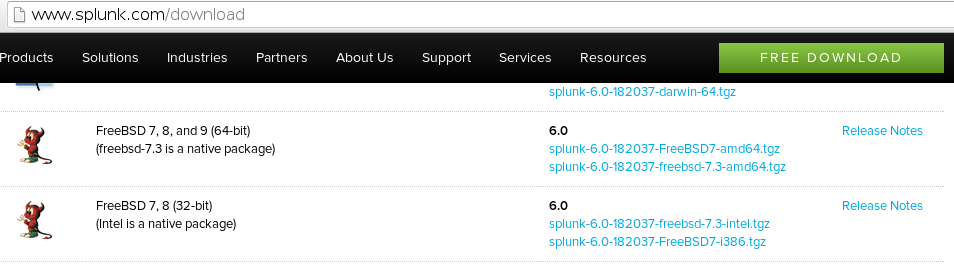 www.splunk.com/download
Products Solutions Industries Partners About Us Support Services Resources FREE DOWNLOAD
splunk-6.0-182037-darwin-64.tgz
FreeBSD 7, 8, and 9 (64-bit) 6.0 Release Notes
(freebsd-7.3 is a native package) splunk-6.0-182037-FreeBSD7-amd64.tgz
splunk-6.0-182037-freebsd-7.3-amd64.tgz
FreeBSD 7, 8 (32-bit) 6.0 Release Notes
(Intel is a native package) splunk-6.0-182037-freebsd-7.3-intel.tgz
splunk-6.0-182037-FreeBSD7-i386.tgz